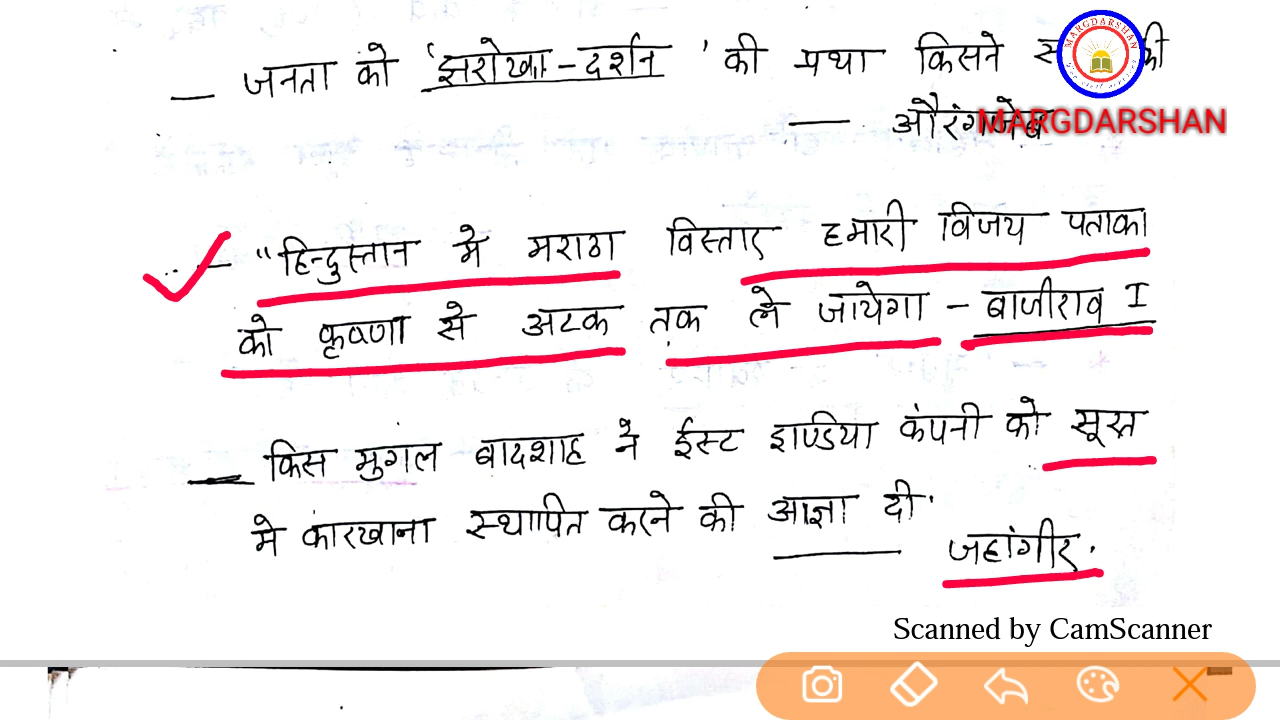 — जनता को 'झरोखा-दर्शन' की प्रथा किसने की
— औरंगजेब
MARGDARSHAN
MARGDARSHAN
— "हिन्दुस्तान मे मराठा विस्तार हमारी विजय पताका
को कृष्णा से अटक तक ले जायेगा - बाजीराव I
— किस मुगल बादशाह ने ईस्ट इण्डिया कंपनी को सूरत
मे कारखाना स्थापित करने की आज्ञा दी.
जहांगीर.
Scanned by CamScanner